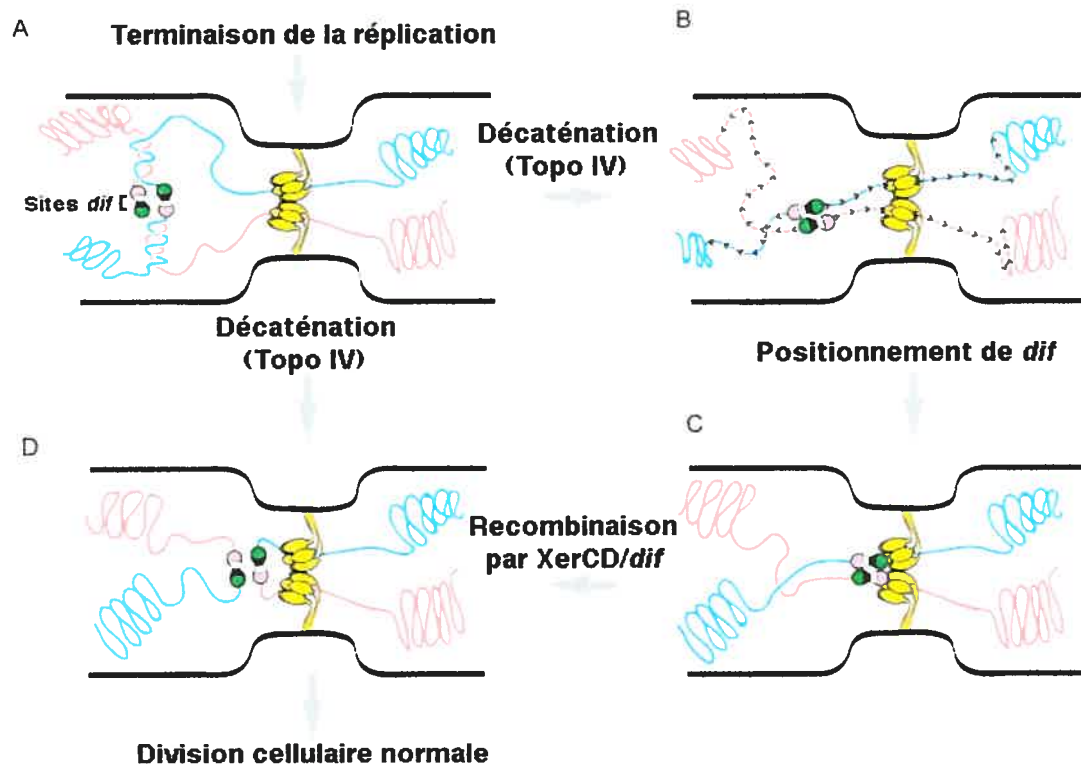 A
Terminaison de la réplication
B
Décaténation
(Topo IV)
Sites dif
Décaténation
(Topo IV)
Positionnement de dif
D
C
Recombinaison
par XerCD/dif
Division cellulaire normale